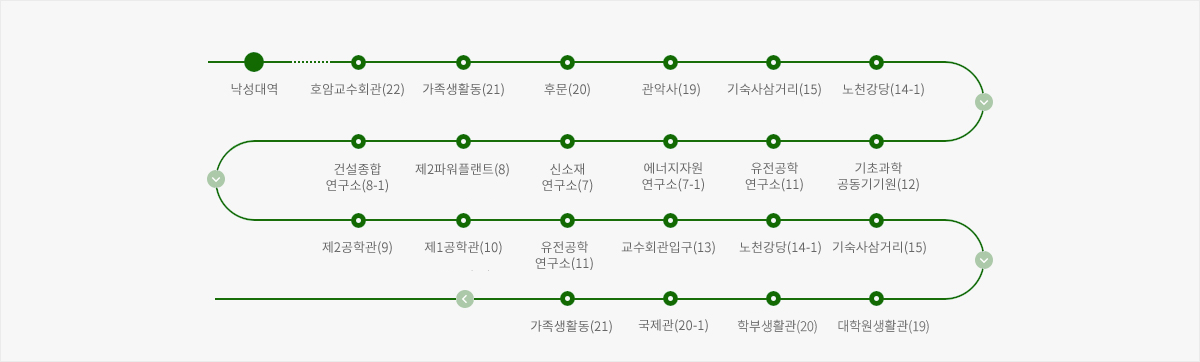 낙성대역
호암교수회관(22)
가족생활동(21)
후문(20)
관악사(19)
기숙사삼거리(15)
노천강당(14-1)
건설종합
연구소(8-1)
제2파워플랜트(8)
신소재
연구소(7)
에너지자원
연구소(7-1)
유전공학
연구소(11)
기초과학
공동기기원(12)
제2공학관(9)
제1공학관(10)
유전공학
연구소(11)
교수회관입구(13)
노천강당(14-1)
기숙사삼거리(15)
가족생활동(21)
국제관(20-1)
학부생활관(20)
대학원생활관(19)